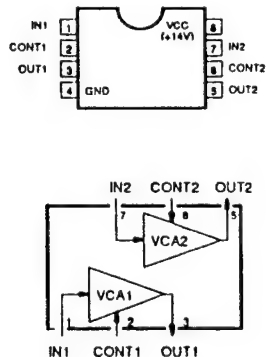 IN1 1 VCC 8
(+14V)
CONT1 2 7 IN2
OUT1 3 6 CONT2
4 GND 5 OUT2
IN2 CONT2 OUT2
7 6 5
VCA2
VCA1
1 2 3
IN1 CONT1 OUT1